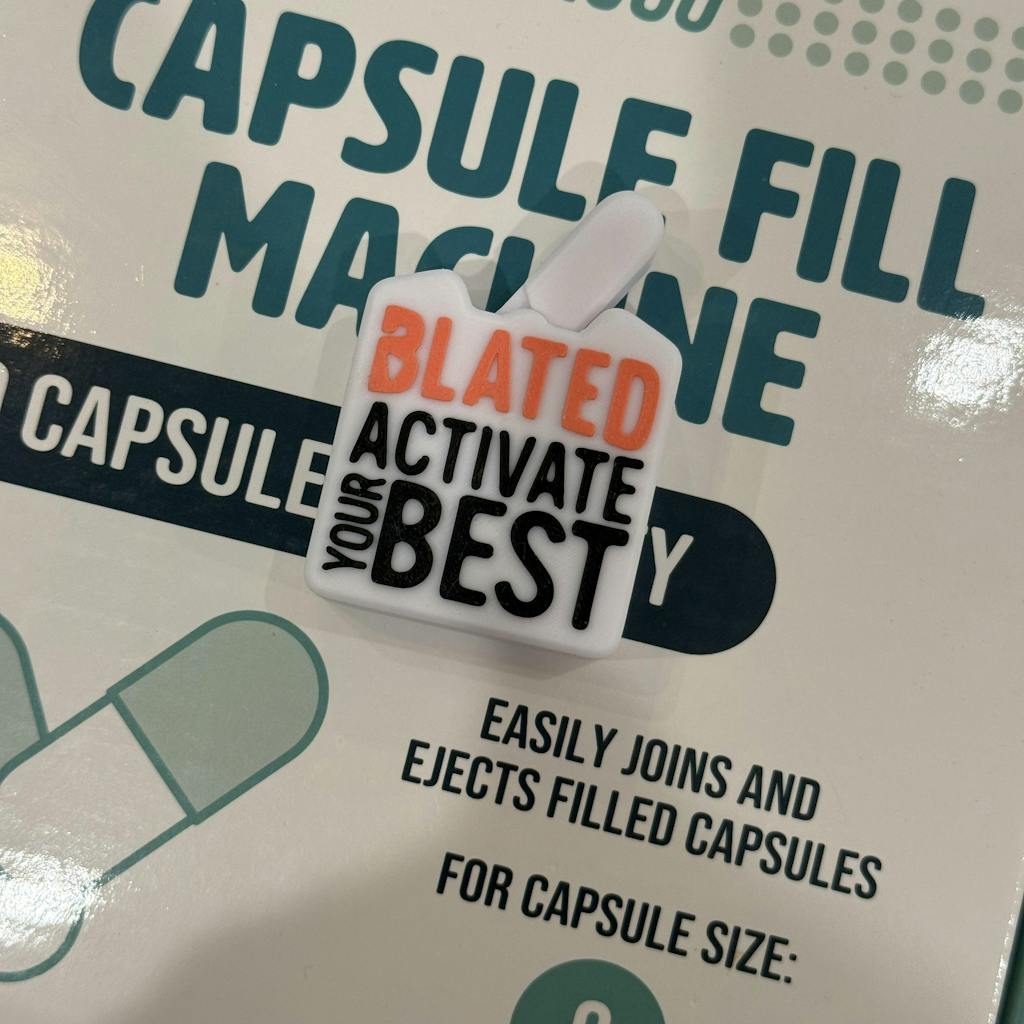 CAPSULE FILL
MACHINE
CAPSULE
Y
BLATED
ACTIVATE
YOUR BEST
EASILY JOINS AND
EJECTS FILLED CAPSULES
FOR CAPSULE SIZE: